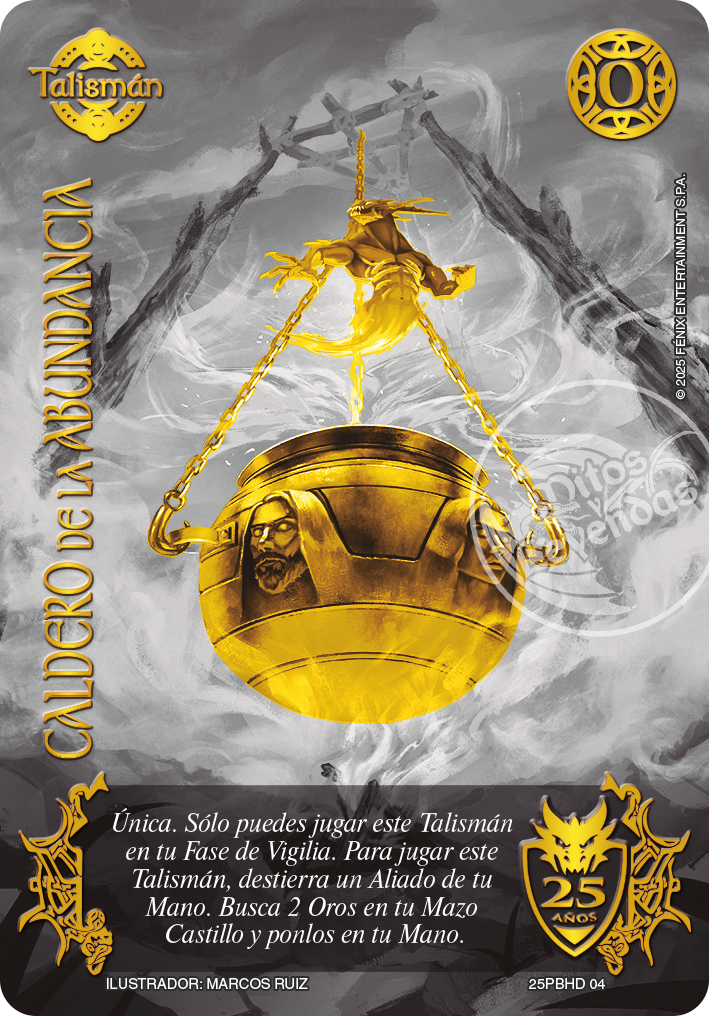 Talismán
0
CALDERO DE LA ABUNDANCIA
© 2025 FÉNIX ENTERTAINMENT S.P.A.
Mitos
y
Leyendas
Única. Sólo puedes jugar este Talismán
en tu Fase de Vigilia. Para jugar este
Talismán, destierra un Aliado de tu
Mano. Busca 2 Oros en tu Mazo
Castillo y ponlos en tu Mano.
25
AÑOS
ILUSTRADOR: MARCOS RUIZ
25PBHD 04